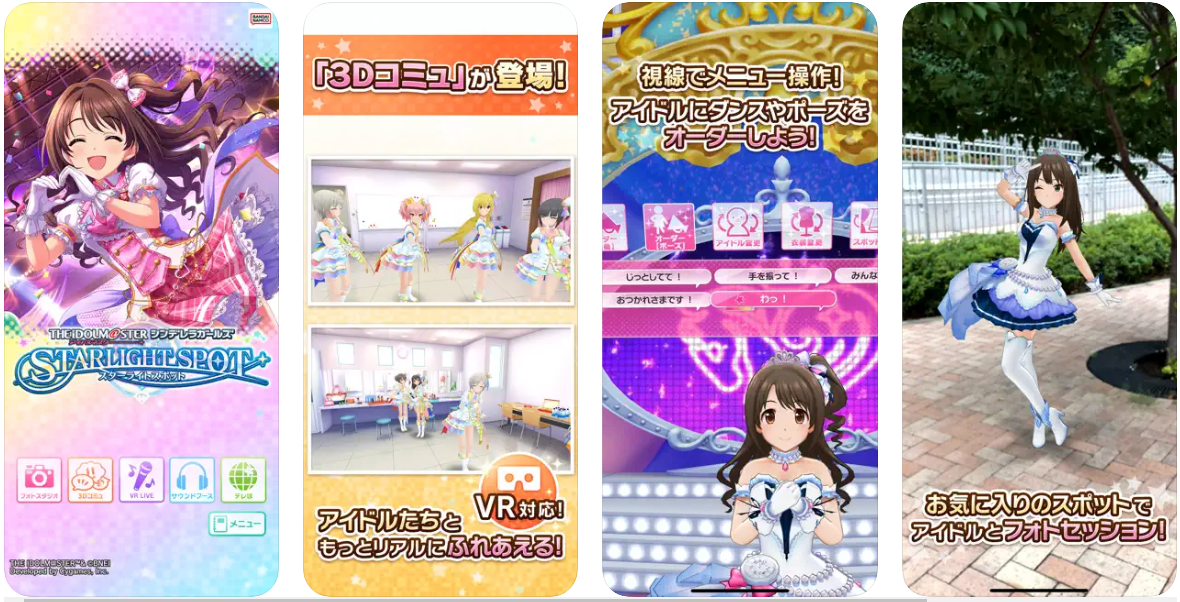 BANDAI
NAMCO
THE IDOLM@STER シンデレラガールズ
STARLIGHT SPOT
スターライトスポット
フォトスタジオ
3Dコミュ
VR LIVE
サウンドブース
テレぽ
メニュー
THE IDOLM@STER™& ©BNEI
Developed by Cygames, Inc.
「3Dコミュ」が登場!
VR対応!
アイドルたちと
もっとリアルにふれあえる!
視線でメニュー操作!
アイドルにダンスやポーズを
オーダーしよう!
オーダー
【ポーズ】
アイドル変更
衣装変更
スポット
じっとしてて!
手を振って!
みんな
おつかれさまです!
わっ!
お気に入りのスポットで
アイドルとフォトセッション!